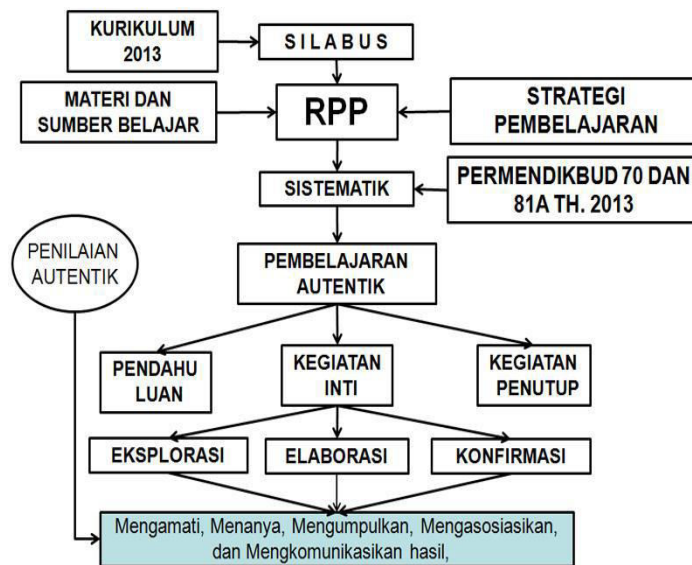 KURIKULUM
2013
S I L A B U S
MATERI DAN
SUMBER BELAJAR
RPP
STRATEGI
PEMBELAJARAN
SISTEMATIK
PERMENDIKBUD 70 DAN
81A TH. 2013
PENILAIAN
AUTENTIK
PEMBELAJARAN
AUTENTIK
PENDAHU
LUAN
KEGIATAN
INTI
KEGIATAN
PENUTUP
EKSPLORASI
ELABORASI
KONFIRMASI
Mengamati, Menanya, Mengumpulkan, Mengasosiasikan,
dan Mengkomunikasikan hasil,